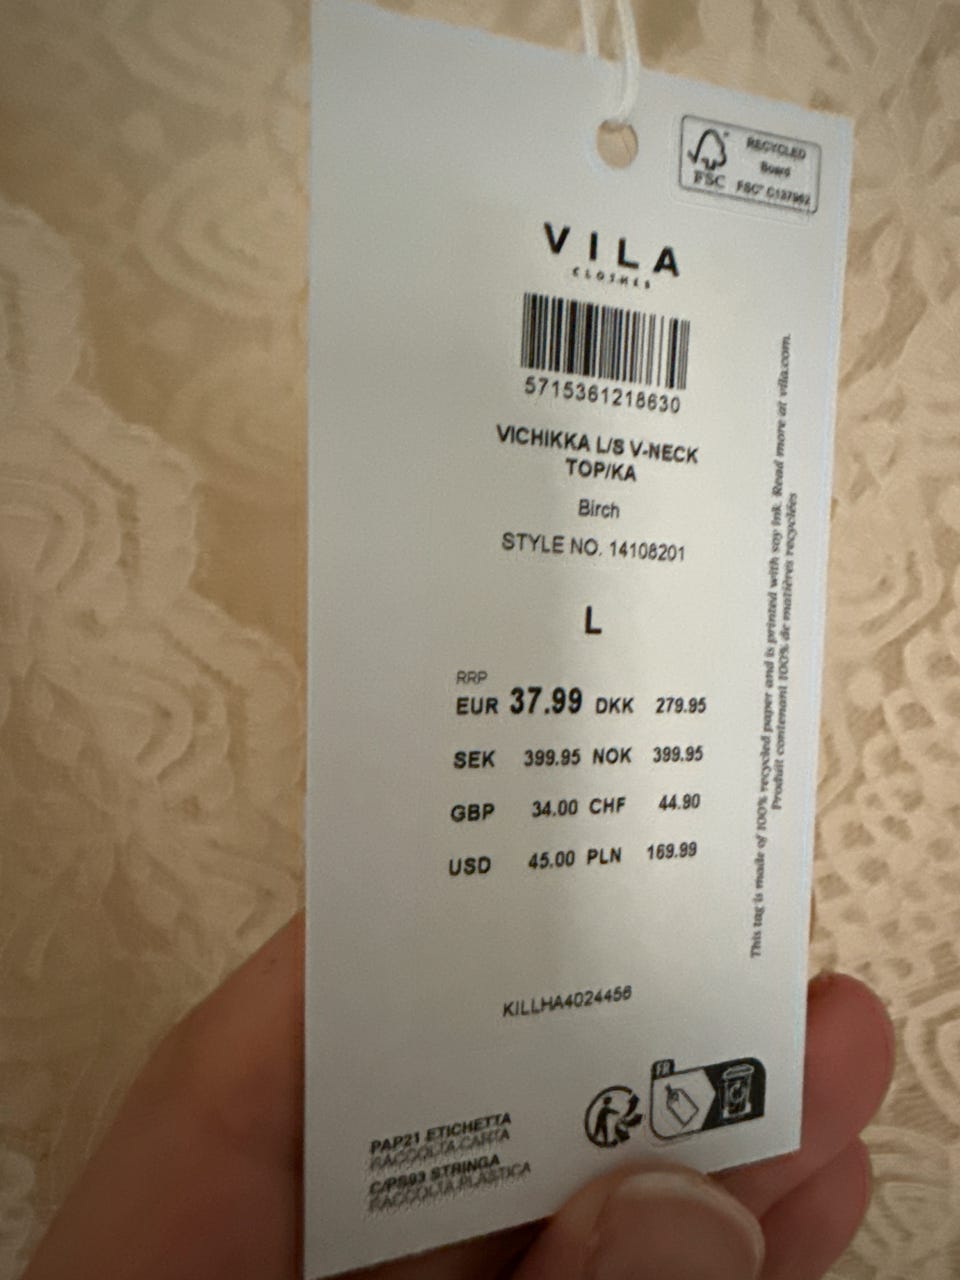 RECYCLED
Board
FSC
FSC® C137962
VILA
CLOTHES
5715361218630
VICHIKKA L/S V-NECK
TOP/KA
Birch
STYLE NO. 14108201
L
RRP
EUR 37.99 DKK 279.95
SEK 399.95 NOK 399.95
GBP 34.00 CHF 44.90
USD 45.00 PLN 169.99
KILLHA4024456
FR
PAP21 ETICHETTA
RACCOLTA CARTA
C/PS93 STRINGA
RACCOLTA PLASTICA
This tag is made of 100% recycled paper and is printed with soy ink. Read more at vila.com.
Produit contenant 100% de matières recyclées